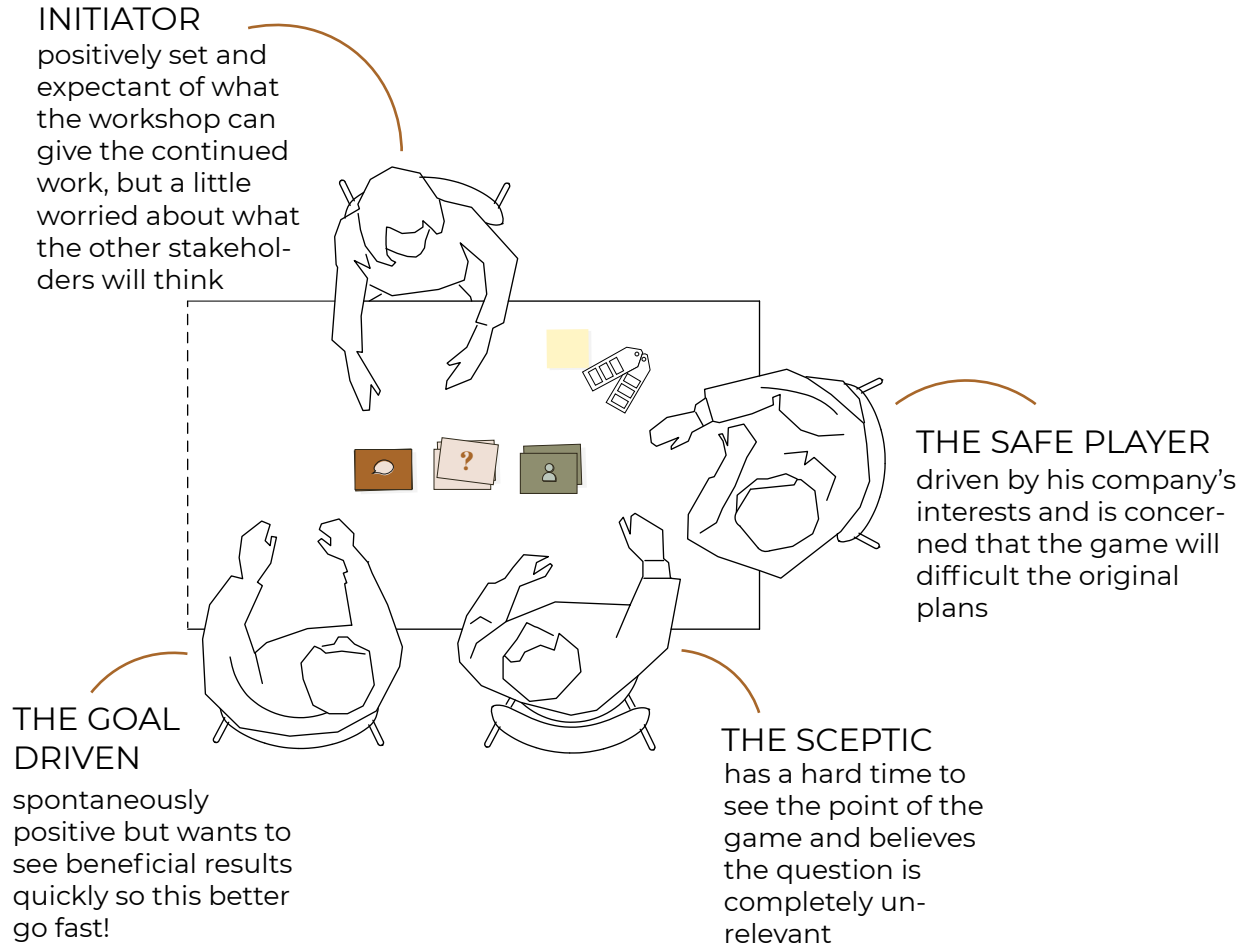 INITIATOR
positively set and
expectant of what
the workshop can
give the continued
work, but a little
worried about what
the other stakehol-
ders will think
?
THE SAFE PLAYER
driven by his company's
interests and is concer-
ned that the game will
difficult the original
plans
THE GOAL
DRIVEN
spontaneously
positive but wants to
see beneficial results
quickly so this better
go fast!
THE SCEPTIC
has a hard time to
see the point of the
game and believes
the question is
completely un-
relevant